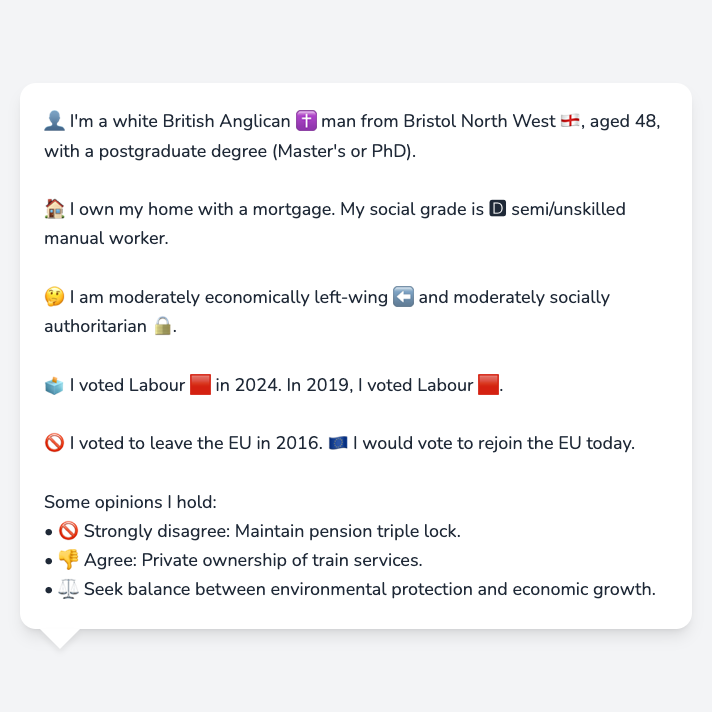 👤 I'm a white British Anglican ✝️ man from Bristol North West 🏴󠁧󠁢󠁥󠁮󠁧󠁿, aged 48,
with a postgraduate degree (Master's or PhD).
🏠 I own my home with a mortgage. My social grade is 🅳 semi/unskilled
manual worker.
🤔 I am moderately economically left-wing ⬅️ and moderately socially
authoritarian 🔒.
🗳️ I voted Labour 🟥 in 2024. In 2019, I voted Labour 🟥.
🚫 I voted to leave the EU in 2016. 🇪🇺 I would vote to rejoin the EU today.
Some opinions I hold:
• 🚫 Strongly disagree: Maintain pension triple lock.
• 👎 Agree: Private ownership of train services.
• ⚖️ Seek balance between environmental protection and economic growth.